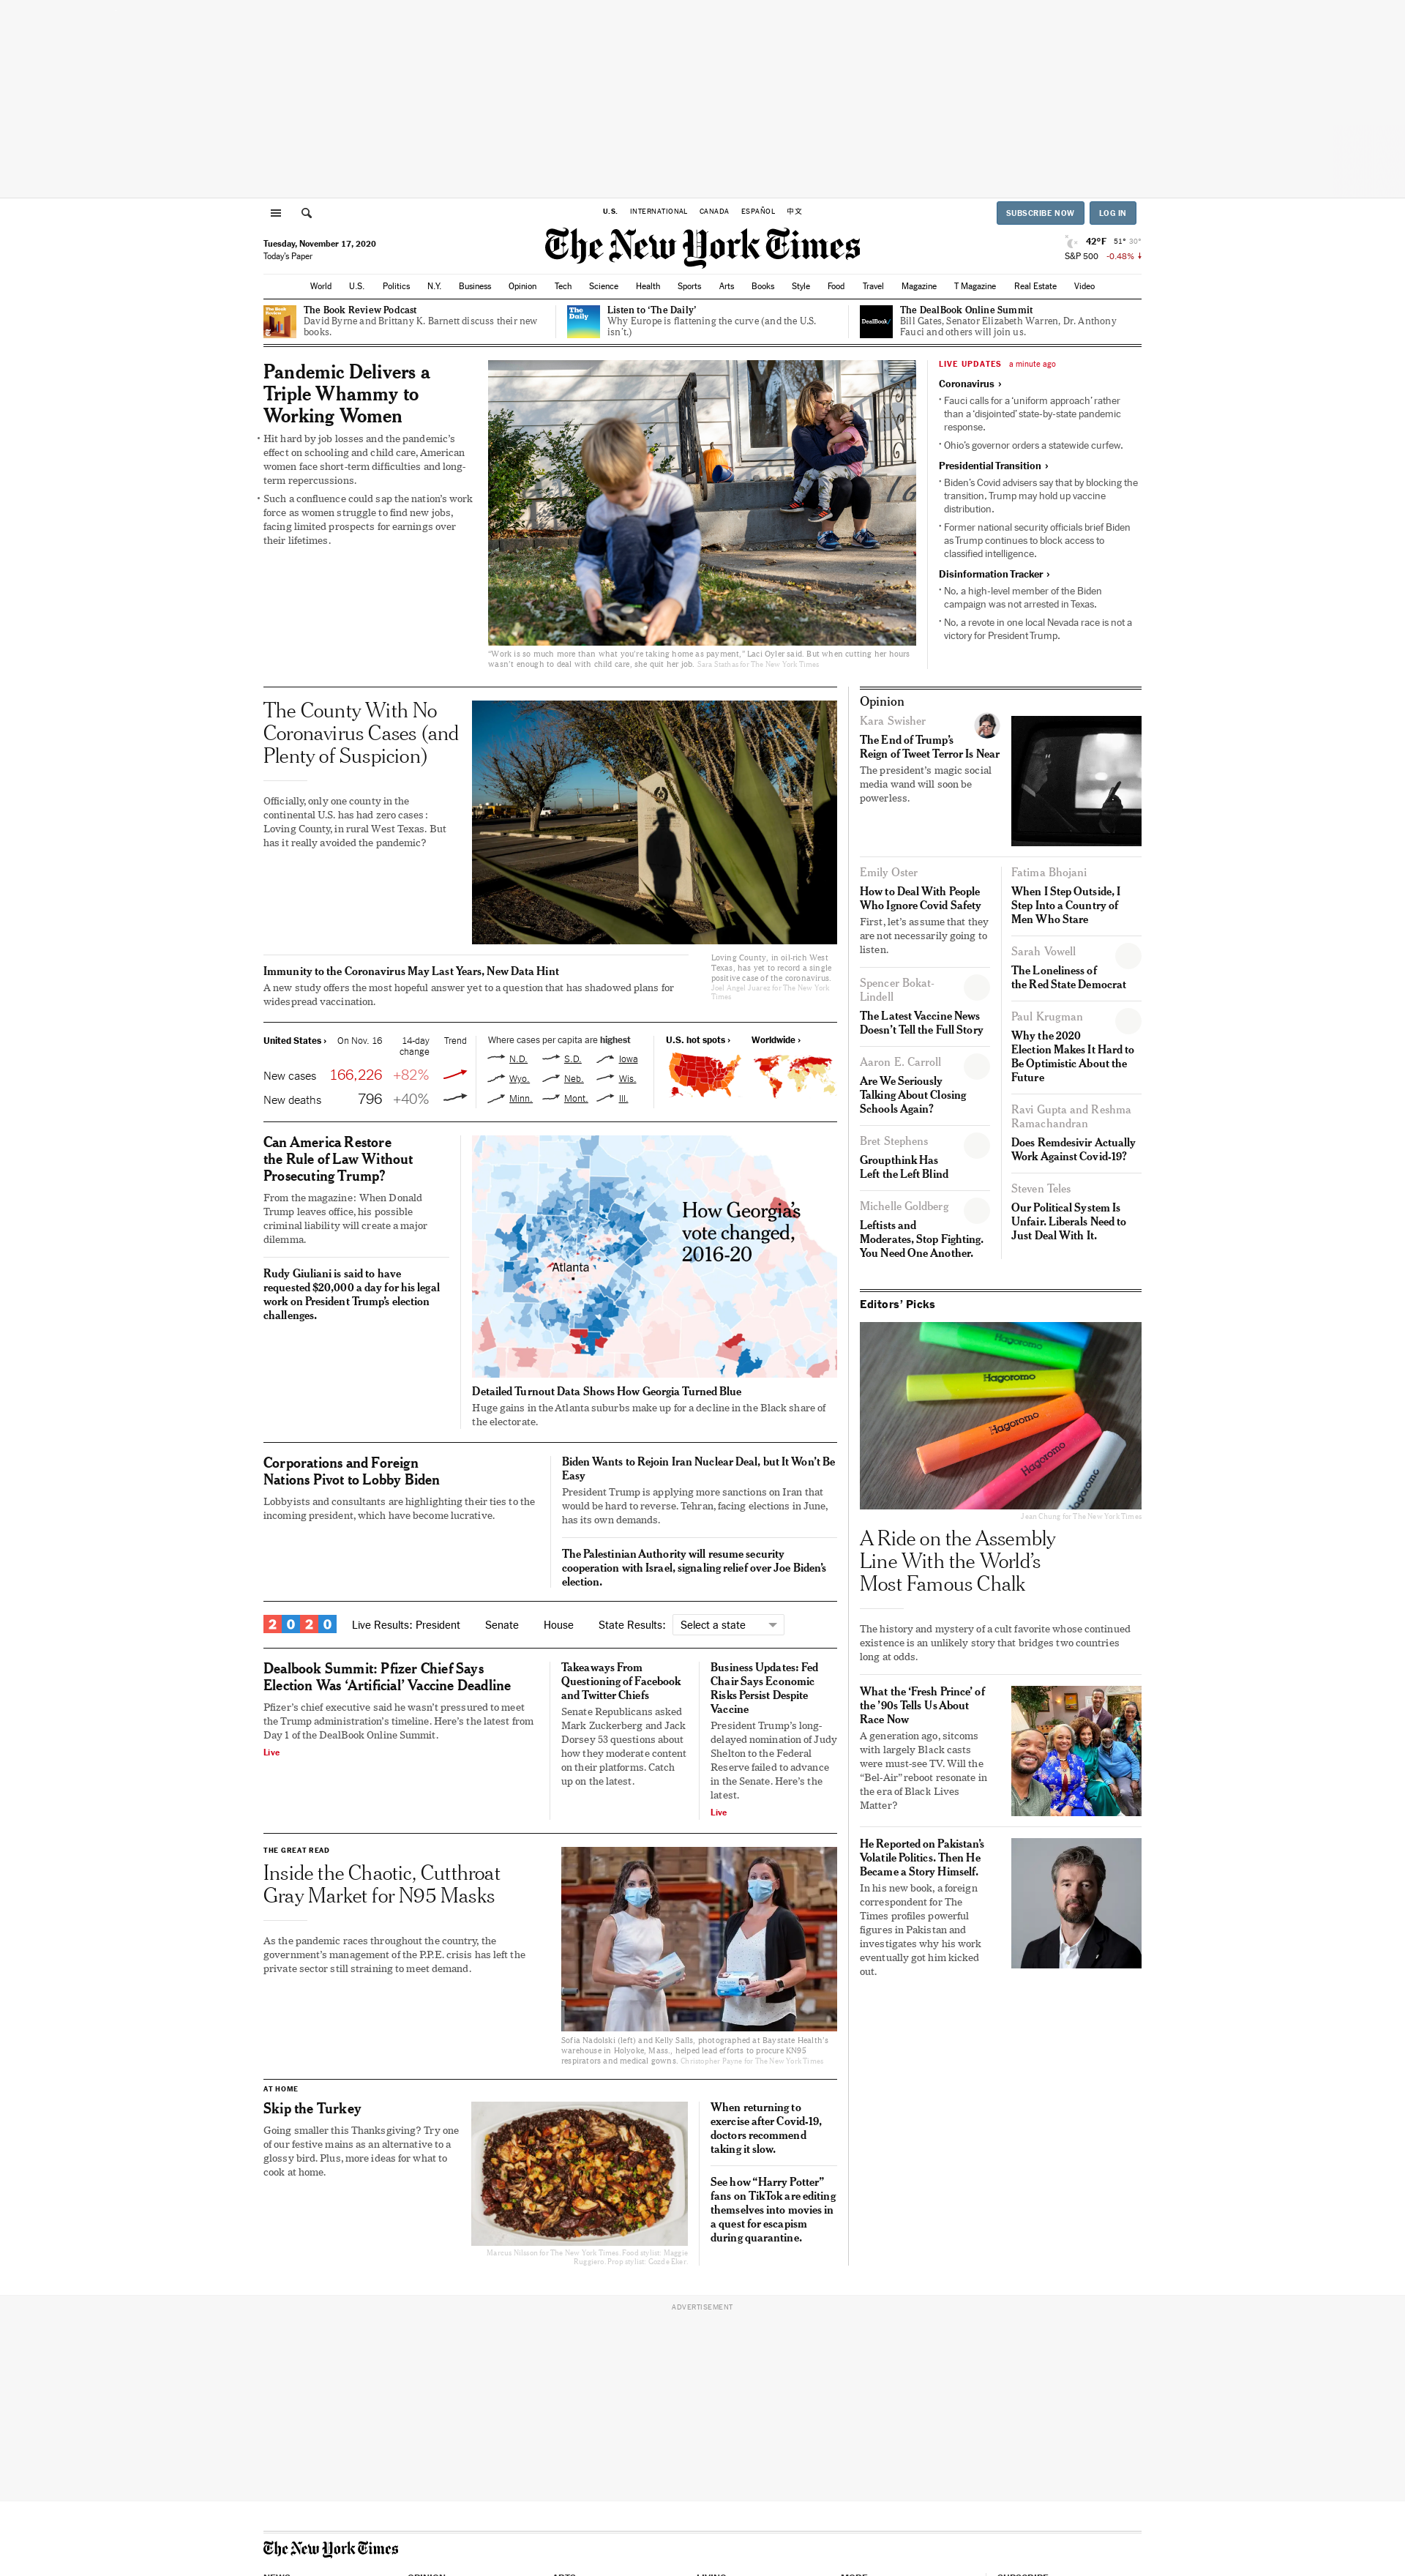 U.S. INTERNATIONAL CANADA ESPAÑOL 中文
SUBSCRIBE NOW
LOG IN
Tuesday, November 17, 2020
Today's Paper
The New York Times
42°F 51° 30°
S&P 500 -0.48%
World U.S. Politics N.Y. Business Opinion Tech Science Health Sports Arts Books Style Food Travel Magazine T Magazine Real Estate Video
The Book Review Podcast
David Byrne and Brittany K. Barnett discuss their new
books.
The Daily
Listen to ‘The Daily’
Why Europe is flattening the curve (and the U.S.
isn’t.)
DealBook/
The DealBook Online Summit
Bill Gates, Senator Elizabeth Warren, Dr. Anthony
Fauci and others will join us.
Pandemic Delivers a
Triple Whammy to
Working Women
• Hit hard by job losses and the pandemic’s
effect on schooling and child care, American
women face short-term difficulties and long-
term repercussions.
• Such a confluence could sap the nation’s work
force as women struggle to find new jobs,
facing limited prospects for earnings over
their lifetimes.
“Work is so much more than what you’re taking home as payment,” Laci Oyler said. But when cutting her hours
wasn’t enough to deal with child care, she quit her job. Sara Stathas for The New York Times
LIVE UPDATES a minute ago
Coronavirus ›
• Fauci calls for a ‘uniform approach’ rather
than a ‘disjointed’ state-by-state pandemic
response.
• Ohio’s governor orders a statewide curfew.
Presidential Transition ›
• Biden’s Covid advisers say that by blocking the
transition, Trump may hold up vaccine
distribution.
• Former national security officials brief Biden
as Trump continues to block access to
classified intelligence.
Disinformation Tracker ›
• No, a high-level member of the Biden
campaign was not arrested in Texas.
• No, a revote in one local Nevada race is not a
victory for President Trump.
The County With No
Coronavirus Cases (and
Plenty of Suspicion)
Officially, only one county in the
continental U.S. has had zero cases:
Loving County, in rural West Texas. But
has it really avoided the pandemic?
Immunity to the Coronavirus May Last Years, New Data Hint
A new study offers the most hopeful answer yet to a question that has shadowed plans for
widespread vaccination.
Loving County, in oil-rich West
Texas, has yet to record a single
positive case of the coronavirus.
Joel Angel Juarez for The New York
Times
United States › On Nov. 16 14-day
change Trend
New cases 166,226 +82%
New deaths 796 +40%
Where cases per capita are highest
N.D. S.D. Iowa
Wyo. Neb. Wis.
Minn. Mont. Ill.
U.S. hot spots › Worldwide ›
Can America Restore
the Rule of Law Without
Prosecuting Trump?
From the magazine: When Donald
Trump leaves office, his possible
criminal liability will create a major
dilemma.
Rudy Giuliani is said to have
requested $20,000 a day for his legal
work on President Trump’s election
challenges.
How Georgia’s
vote changed,
2016-20
Atlanta
Detailed Turnout Data Shows How Georgia Turned Blue
Huge gains in the Atlanta suburbs make up for a decline in the Black share of
the electorate.
Corporations and Foreign
Nations Pivot to Lobby Biden
Lobbyists and consultants are highlighting their ties to the
incoming president, which have become lucrative.
Biden Wants to Rejoin Iran Nuclear Deal, but It Won’t Be
Easy
President Trump is applying more sanctions on Iran that
would be hard to reverse. Tehran, facing elections in June,
has its own demands.
The Palestinian Authority will resume security
cooperation with Israel, signaling relief over Joe Biden’s
election.
2020 Live Results: President Senate House State Results: Select a state
Dealbook Summit: Pfizer Chief Says
Election Was ‘Artificial’ Vaccine Deadline
Pfizer’s chief executive said he wasn’t pressured to meet
the Trump administration’s timeline. Here’s the latest from
Day 1 of the DealBook Online Summit.
Live
Takeaways From
Questioning of Facebook
and Twitter Chiefs
Senate Republicans asked
Mark Zuckerberg and Jack
Dorsey 53 questions about
how they moderate content
on their platforms. Catch
up on the latest.
Business Updates: Fed
Chair Says Economic
Risks Persist Despite
Vaccine
President Trump’s long-
delayed nomination of Judy
Shelton to the Federal
Reserve failed to advance
in the Senate. Here’s the
latest.
Live
THE GREAT READ
Inside the Chaotic, Cutthroat
Gray Market for N95 Masks
As the pandemic races throughout the country, the
government’s management of the P.P.E. crisis has left the
private sector still straining to meet demand.
Sofia Nadolski (left) and Kelly Salls, photographed at Baystate Health’s
warehouse in Holyoke, Mass., helped lead efforts to procure KN95
respirators and medical gowns. Christopher Payne for The New York Times
AT HOME
Skip the Turkey
Going smaller this Thanksgiving? Try one
of our festive mains as an alternative to a
glossy bird. Plus, more ideas for what to
cook at home.
Marcus Nilsson for The New York Times. Food stylist: Maggie
Ruggiero. Prop stylist: Gozde Eker.
When returning to
exercise after Covid-19,
doctors recommend
taking it slow.
See how “Harry Potter”
fans on TikTok are editing
themselves into movies in
a quest for escapism
during quarantine.
Opinion
Kara Swisher
The End of Trump’s
Reign of Tweet Terror Is Near
The president’s magic social
media wand will soon be
powerless.
Emily Oster
How to Deal With People
Who Ignore Covid Safety
First, let’s assume that they
are not necessarily going to
listen.
Spencer Bokat-
Lindell
The Latest Vaccine News
Doesn’t Tell the Full Story
Aaron E. Carroll
Are We Seriously
Talking About Closing
Schools Again?
Bret Stephens
Groupthink Has
Left the Left Blind
Michelle Goldberg
Leftists and
Moderates, Stop Fighting.
You Need One Another.
Fatima Bhojani
When I Step Outside, I
Step Into a Country of
Men Who Stare
Sarah Vowell
The Loneliness of
the Red State Democrat
Paul Krugman
Why the 2020
Election Makes It Hard to
Be Optimistic About the
Future
Ravi Gupta and Reshma
Ramachandran
Does Remdesivir Actually
Work Against Covid-19?
Steven Teles
Our Political System Is
Unfair. Liberals Need to
Just Deal With It.
Editors’ Picks
Hagoromo
Hagoromo
Hagoromo
Hagoromo
Hagoromo
Jean Chung for The New York Times
A Ride on the Assembly
Line With the World’s
Most Famous Chalk
The history and mystery of a cult favorite whose continued
existence is an unlikely story that bridges two countries
long at odds.
What the ‘Fresh Prince’ of
the ’90s Tells Us About
Race Now
A generation ago, sitcoms
with largely Black casts
were must-see TV. Will the
“Bel-Air” reboot resonate in
the era of Black Lives
Matter?
He Reported on Pakistan’s
Volatile Politics. Then He
Became a Story Himself.
In his new book, a foreign
correspondent for The
Times profiles powerful
figures in Pakistan and
investigates why his work
eventually got him kicked
out.
ADVERTISEMENT
The New York Times